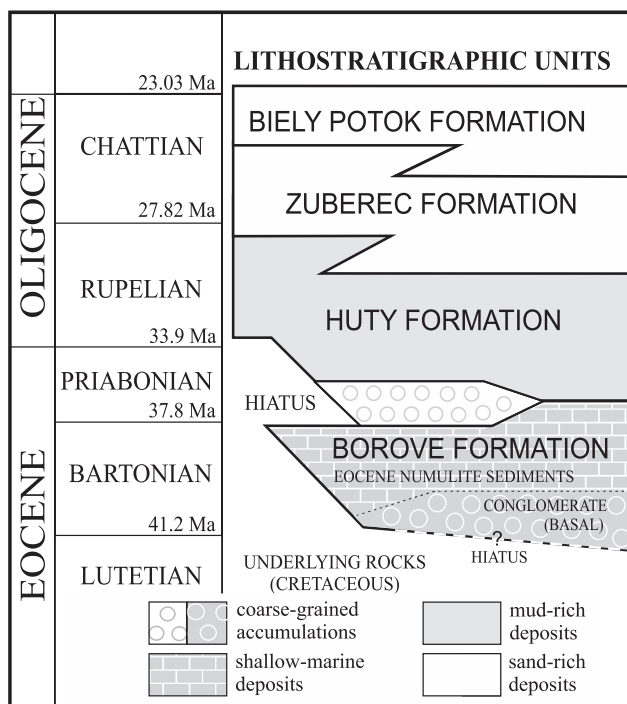 LITHOSTRATIGRAPHIC UNITS
23.03 Ma
OLIGOCENE
CHATTIAN
27.82 Ma
RUPELIAN
33.9 Ma
EOCENE
PRIABONIAN
37.8 Ma
BARTONIAN
41.2 Ma
LUTETIAN
BIELY POTOK FORMATION
ZUBEREC FORMATION
HUTY FORMATION
HIATUS
BOROVE FORMATION
EOCENE NUMULITE SEDIMENTS
CONGLOMERATE
(BASAL)
?
HIATUS
UNDERLYING ROCKS
(CRETACEOUS)
coarse-grained
accumulations
mud-rich
deposits
shallow-marine
deposits
sand-rich
deposits